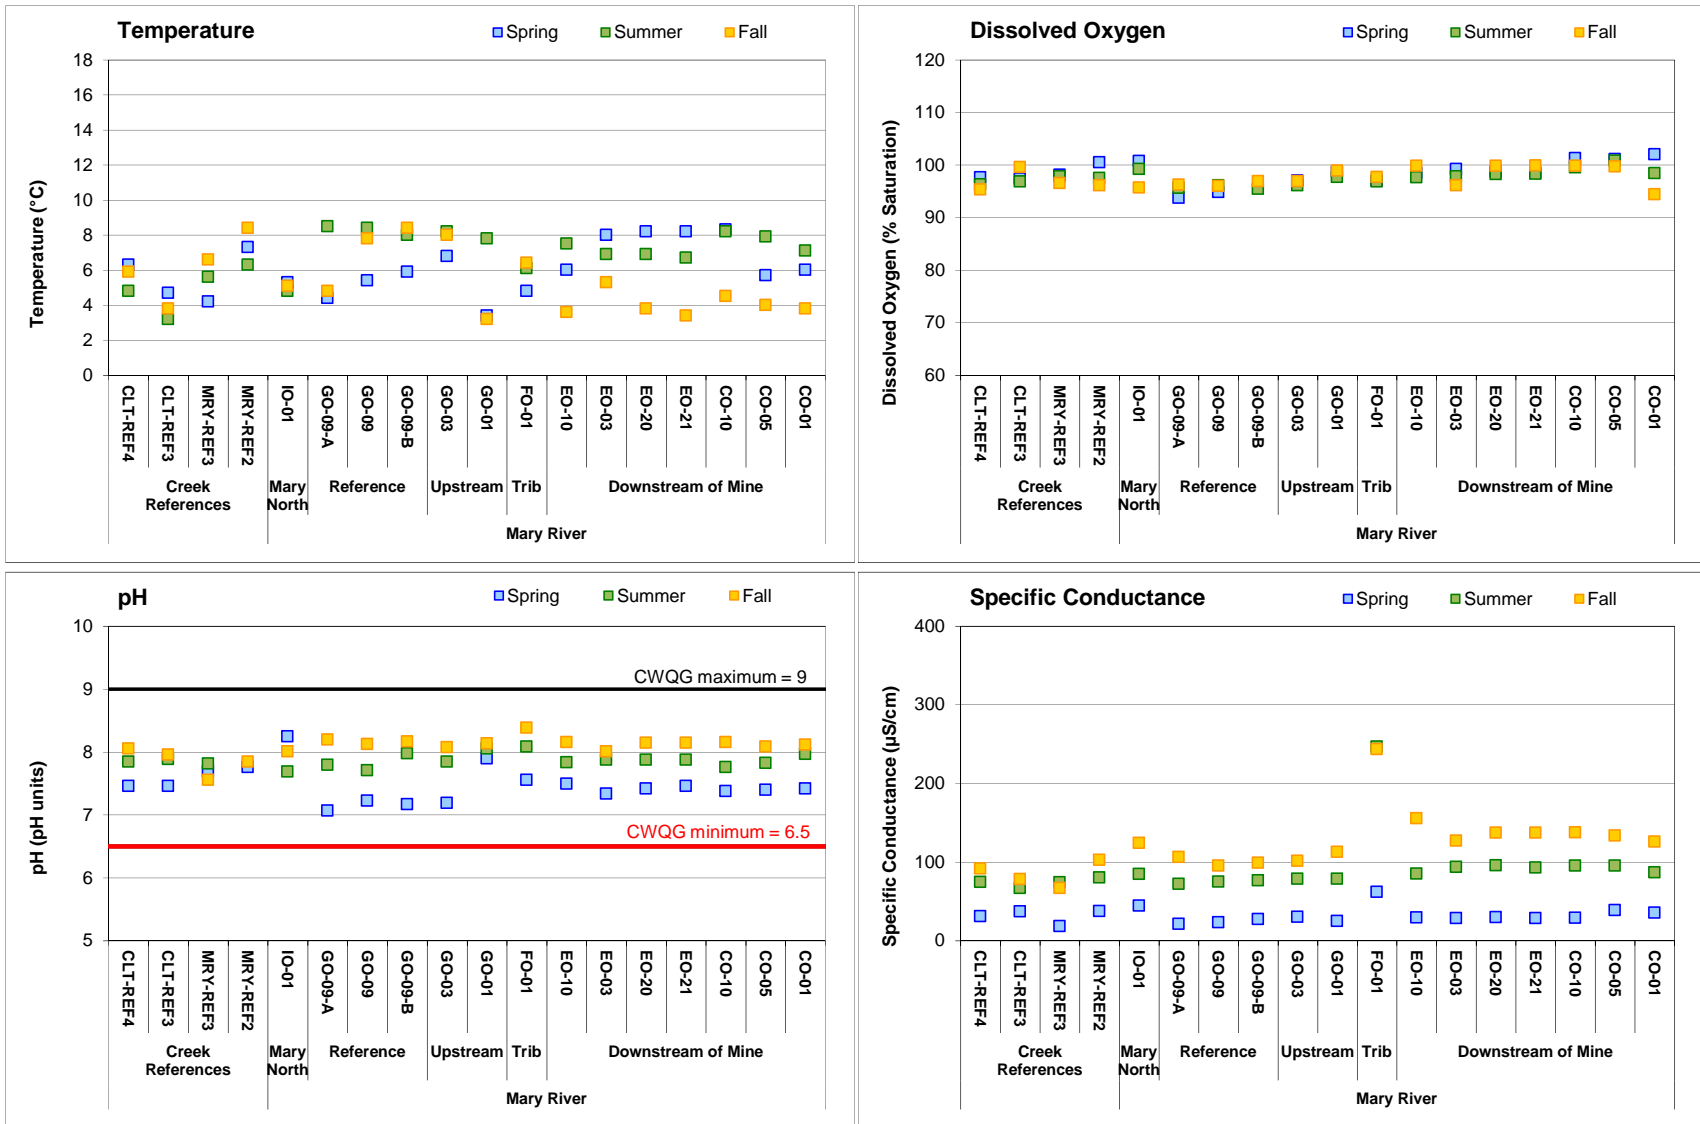 Temperature
Spring Summer Fall
Temperature (°C)
18
16
14
12
10
8
6
4
2
0
CLT-REF4 CLT-REF3 MRY-REF3 MRY-REF2 IO-01 GO-09-A GO-09 GO-09-B GO-03 GO-01 FO-01 EO-10 EO-03 EO-20 EO-21 CO-10 CO-05 CO-01
Creek References Mary North Reference Upstream Trib Downstream of Mine
Mary River
Dissolved Oxygen
Spring Summer Fall
Dissolved Oxygen (% Saturation)
120
110
100
90
80
70
60
CLT-REF4 CLT-REF3 MRY-REF3 MRY-REF2 IO-01 GO-09-A GO-09 GO-09-B GO-03 GO-01 FO-01 EO-10 EO-03 EO-20 EO-21 CO-10 CO-05 CO-01
Creek References Mary North Reference Upstream Trib Downstream of Mine
Mary River
pH
Spring Summer Fall
pH (pH units)
10
9
8
7
6
5
CWQG maximum = 9
CWQG minimum = 6.5
CLT-REF4 CLT-REF3 MRY-REF3 MRY-REF2 IO-01 GO-09-A GO-09 GO-09-B GO-03 GO-01 FO-01 EO-10 EO-03 EO-20 EO-21 CO-10 CO-05 CO-01
Creek References Mary North Reference Upstream Trib Downstream of Mine
Mary River
Specific Conductance
Spring Summer Fall
Specific Conductance (µS/cm)
400
300
200
100
0
CLT-REF4 CLT-REF3 MRY-REF3 MRY-REF2 IO-01 GO-09-A GO-09 GO-09-B GO-03 GO-01 FO-01 EO-10 EO-03 EO-20 EO-21 CO-10 CO-05 CO-01
Creek References Mary North Reference Upstream Trib Downstream of Mine
Mary River